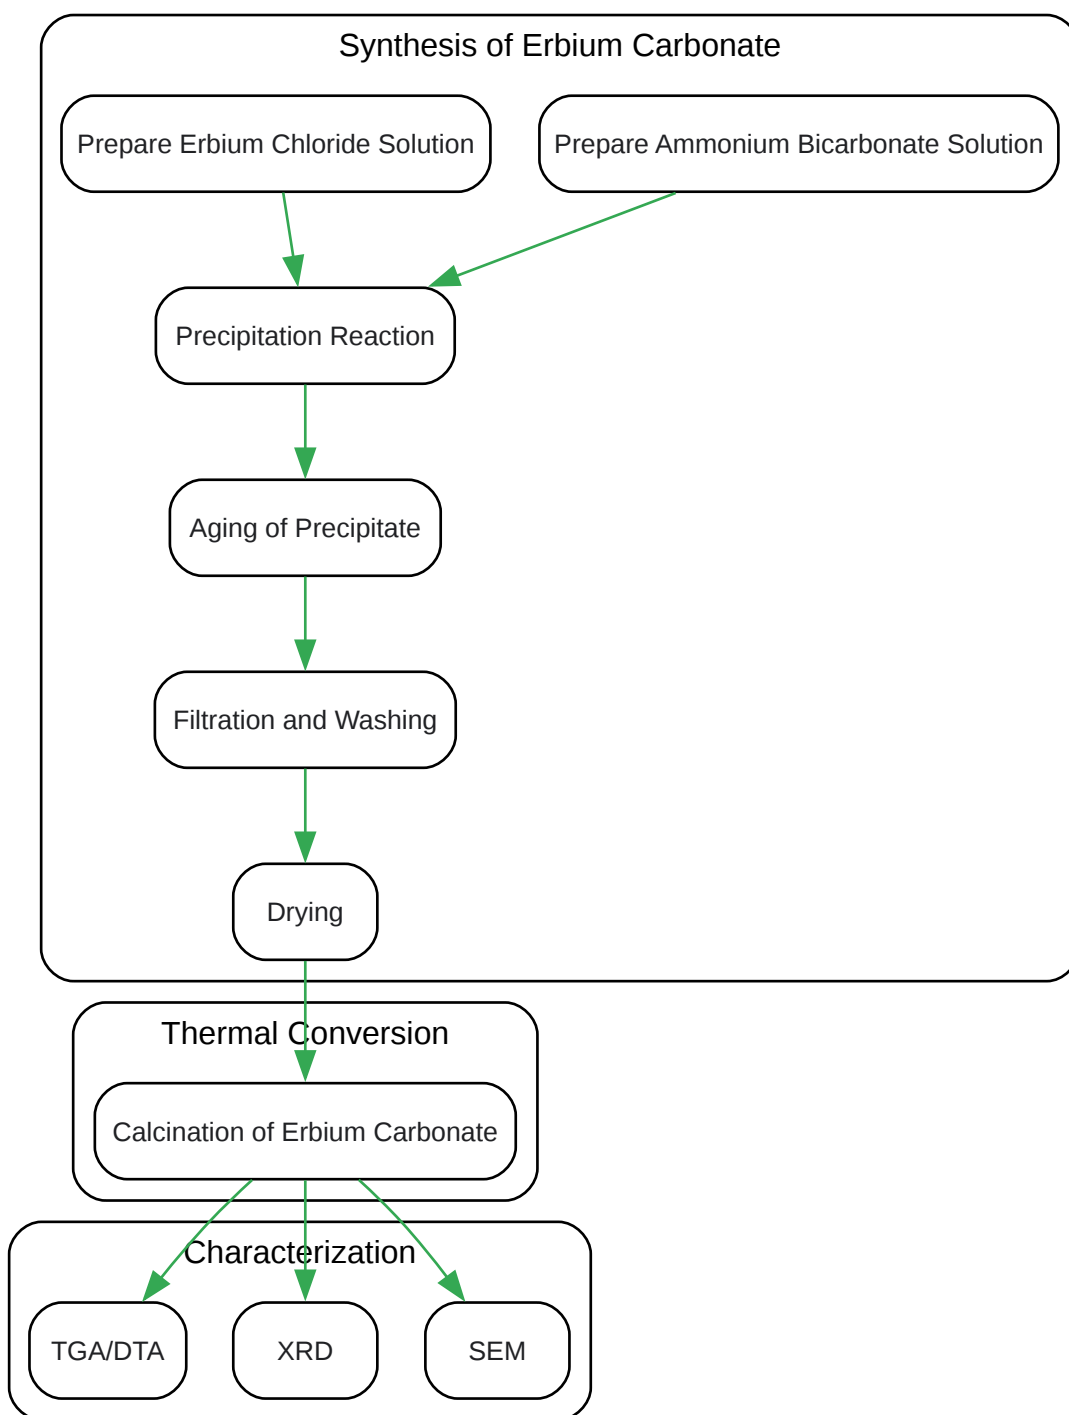 Synthesis of Erbium Carbonate
Prepare Erbium Chloride Solution
Prepare Ammonium Bicarbonate Solution
Precipitation Reaction
Aging of Precipitate
Filtration and Washing
Drying
Thermal Conversion
Calcination of Erbium Carbonate
Characterization
TGA/DTA
XRD
SEM